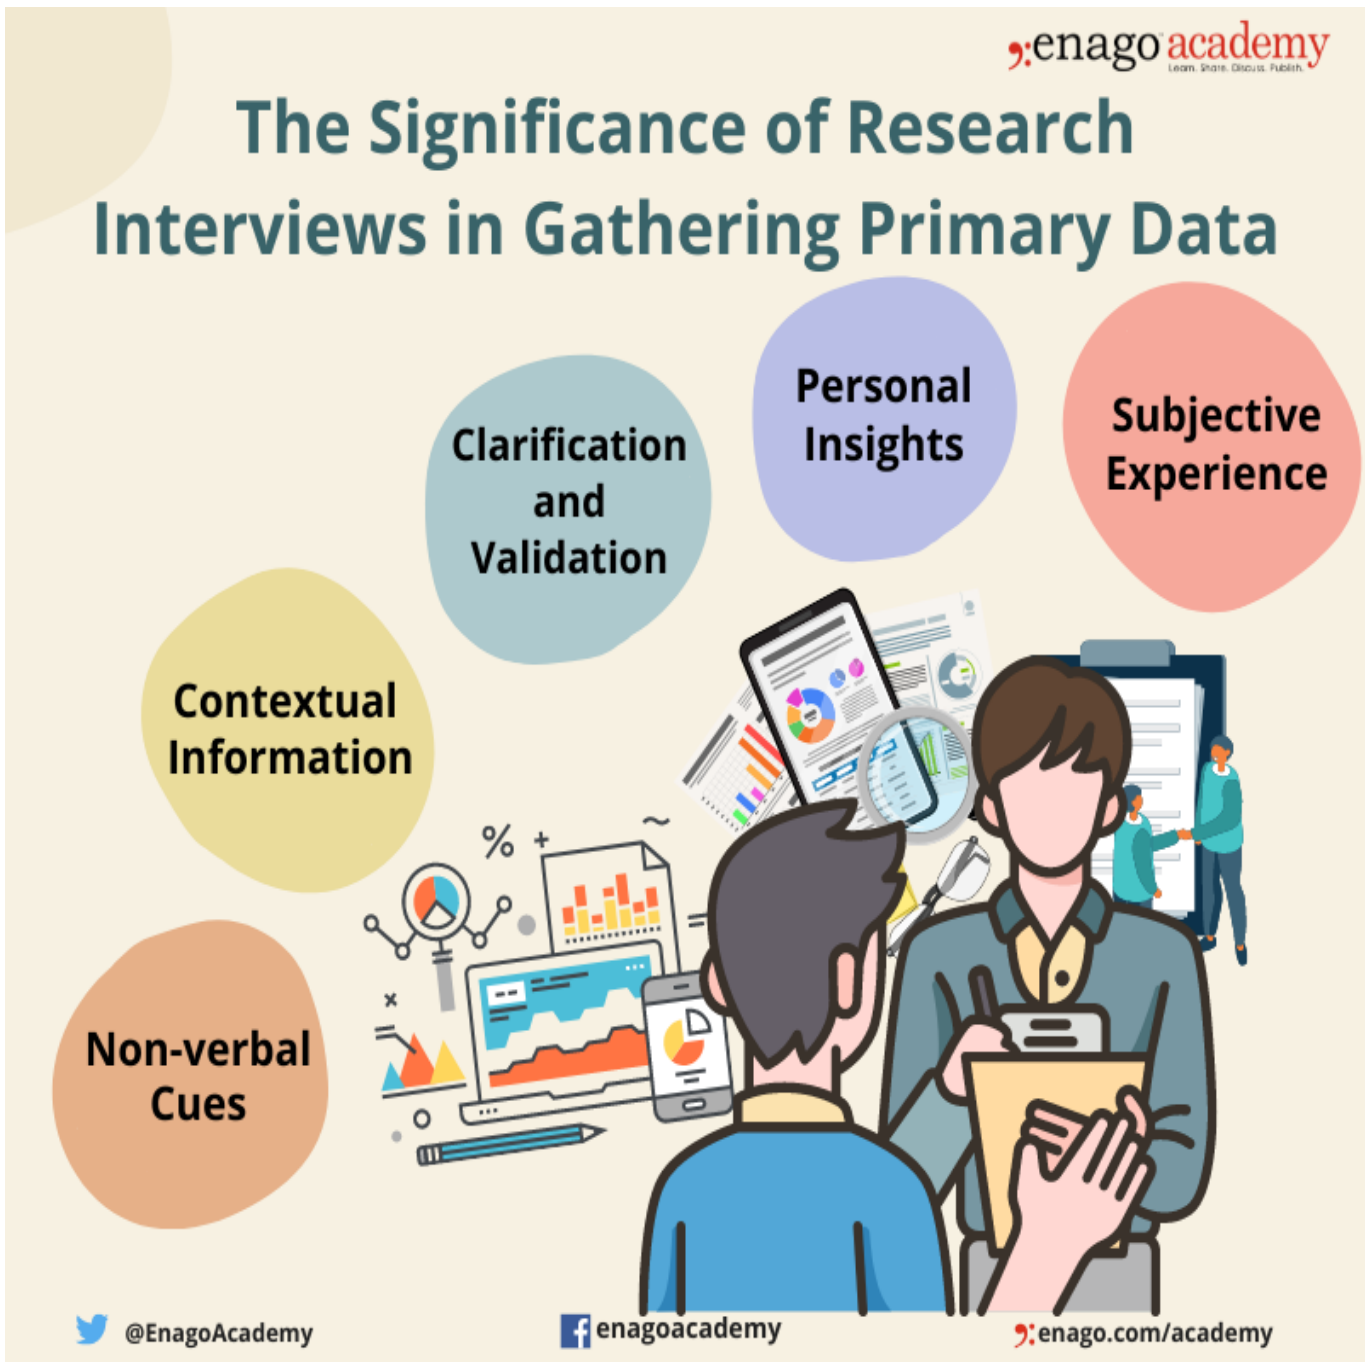 enago academy
Learn. Share. Discuss. Publish.
The Significance of Research
Interviews in Gathering Primary Data
Personal
Insights
Subjective
Experience
Clarification
and
Validation
Contextual
Information
Non-verbal
Cues
@EnagoAcademy
enagoacademy
enago.com/academy